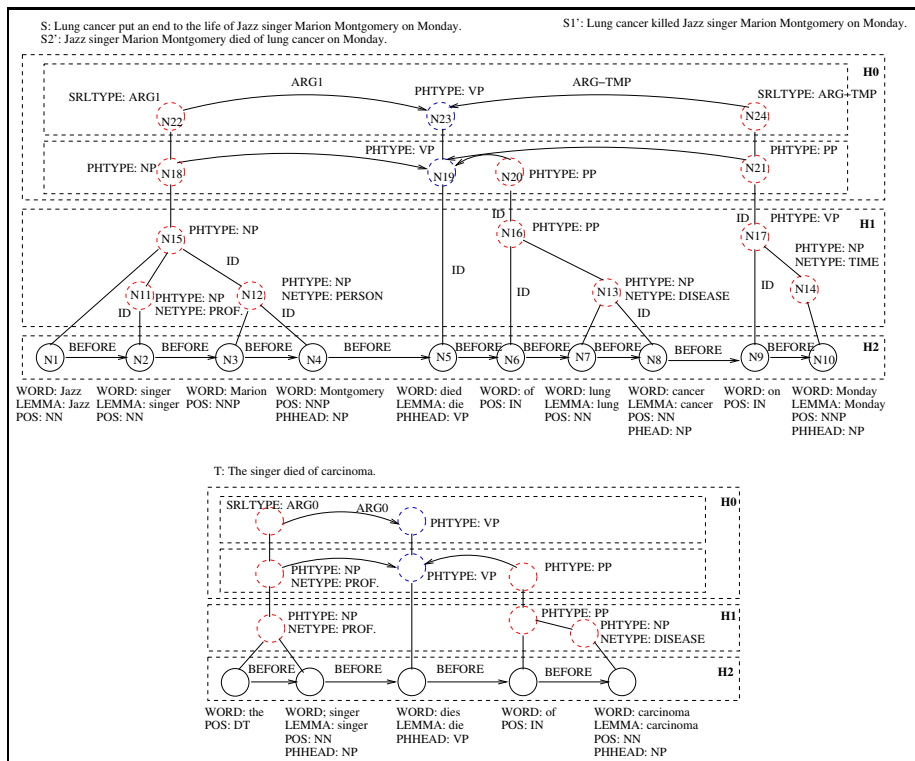 S: Lung cancer put an end to the life of Jazz singer Marion Montgomery on Monday.
S1': Lung cancer killed Jazz singer Marion Montgomery on Monday.
S2': Jazz singer Marion Montgomery died of lung cancer on Monday.
H0
ARG1 PHTYPE: VP ARG−TMP
SRLTYPE: ARG1 SRLTYPE: ARG−TMP
N22 N23 N24
PHTYPE: VP PHTYPE: PP
PHTYPE: NP N18 N19 N20 PHTYPE: PP N21
ID ID PHTYPE: VP
H1
N15 PHTYPE: NP N16 PHTYPE: PP N17
ID ID ID ID
PHTYPE: NP
NETYPE: TIME
N11 PHTYPE: NP
NETYPE: PROF.
N12 PHTYPE: NP
NETYPE: PERSON
N13 PHTYPE: NP
NETYPE: DISEASE
N14
ID ID ID
H2
BEFORE BEFORE BEFORE BEFORE BEFORE BEFORE BEFORE BEFORE BEFORE
N1 N2 N3 N4 N5 N6 N7 N8 N9 N10
WORD: Jazz
LEMMA: Jazz
POS: NN
WORD: singer
LEMMA: singer
POS: NN
WORD: Marion
POS: NNP
WORD: Montgomery
POS: NNP
PHHEAD: NP
WORD: died
LEMMA: die
PHHEAD: VP
WORD: of
POS: IN
WORD: lung
LEMMA: lung
POS: NN
WORD: cancer
LEMMA: cancer
POS: NN
PHEAD: NP
WORD: on
POS: IN
WORD: Monday
LEMMA: Monday
POS: NNP
PHHEAD: NP
T: The singer died of carcinoma.
H0
SRLTYPE: ARG0 ARG0
PHTYPE: VP
PHTYPE: NP
NETYPE: PROF.
PHTYPE: VP
PHTYPE: PP
H1
PHTYPE: NP
NETYPE: PROF.
PHTYPE: PP
PHTYPE: NP
NETYPE: DISEASE
H2
BEFORE BEFORE BEFORE BEFORE
WORD: the
POS: DT
WORD; singer
LEMMA: singer
POS: NN
PHHEAD: NP
WORD: dies
LEMMA: die
PHHEAD: VP
WORD: of
POS: IN
WORD: carcinoma
LEMMA: carcinoma
POS: NN
PHHEAD: NP